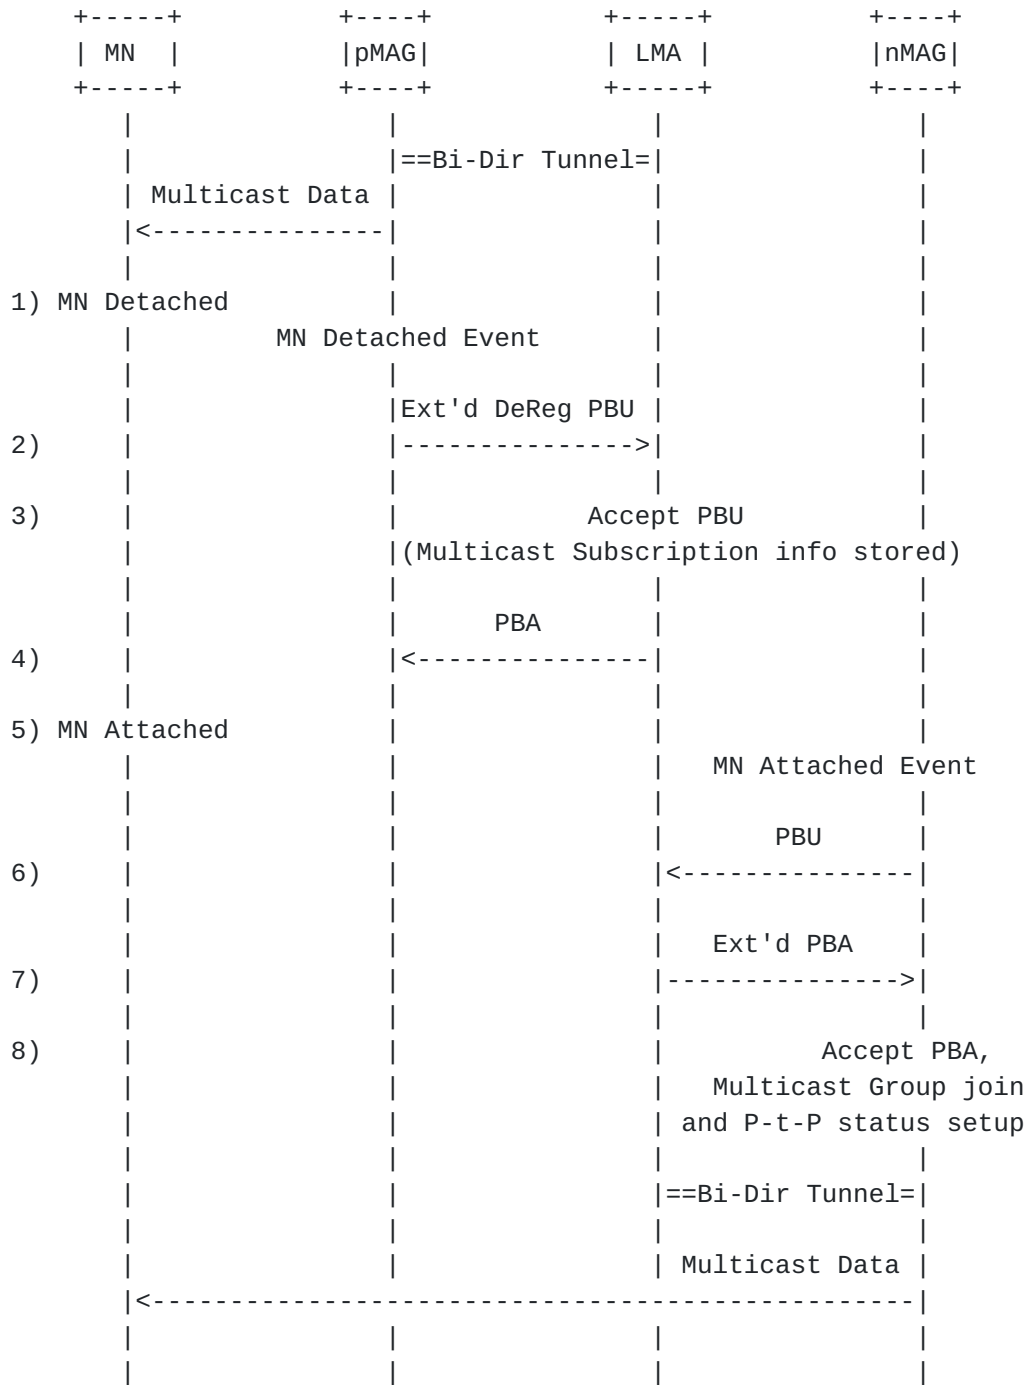 +-----+          +----+           +-----+          +----+
    | MN  |          |pMAG|           | LMA |          |nMAG|
    +-----+          +----+           +-----+          +----+
       |                |                |                |
       |                |==Bi-Dir Tunnel=|                |
       | Multicast Data |                |                |
       |<---------------|                |                |
       |                |                |                |
1) MN Detached          |                |                |
       |         MN Detached Event       |                |
       |                |                |                |
       |                |Ext'd DeReg PBU |                |
2)     |                |--------------->|                |
       |                |                |                |
3)     |                |            Accept PBU           |
       |                |(Multicast Subscription info stored)
       |                |                |                |
       |                |      PBA       |                |
4)     |                |<---------------|                |
       |                |                |                |
5) MN Attached          |                |                |
       |                |                |   MN Attached Event
       |                |                |                |
       |                |                |       PBU      |
6)     |                |                |<---------------|
       |                |                |                |
       |                |                |   Ext'd PBA    |
7)     |                |                |--------------->|
       |                |                |                |
8)     |                |                |          Accept PBA,
       |                |                |   Multicast Group join
       |                |                | and P-t-P status setup
       |                |                |                |
       |                |                |==Bi-Dir Tunnel=|
       |                |                |                |
       |                |                | Multicast Data |
       |<-------------------------------------------------|
       |                |                |                |
       |                |                |                |